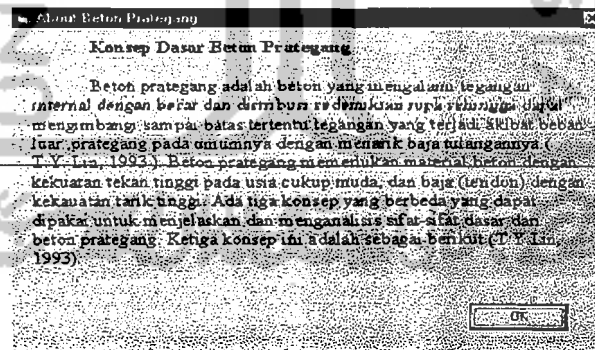 About Beton Prategang
Konsep Dasar Beton Prategang
Beton prategang adalah beton yang mengalami tegangan
internal dengan besar dan distribusi sedemikian rupa sehingga dapat
mengimbangi sampai batas tertentu tegangan yang terjadi akibat beban
luar, prategang pada umumnya dengan menarik baja tulangannya (
T.Y. Lin, 1993 ). Beton prategang memerlukan material beton dengan
kekuatan tekan tinggi pada usia cukup muda, dan baja (tendon) dengan
kekuatan tarik tinggi. Ada tiga konsep yang berbeda yang dapat
dipakai untuk menjelaskan dan menganalisis sifat-sifat dasar dan
beton prategang. Ketiga konsep ini adalah sebagai berikut (T.Y. Lin,
1993).
OK